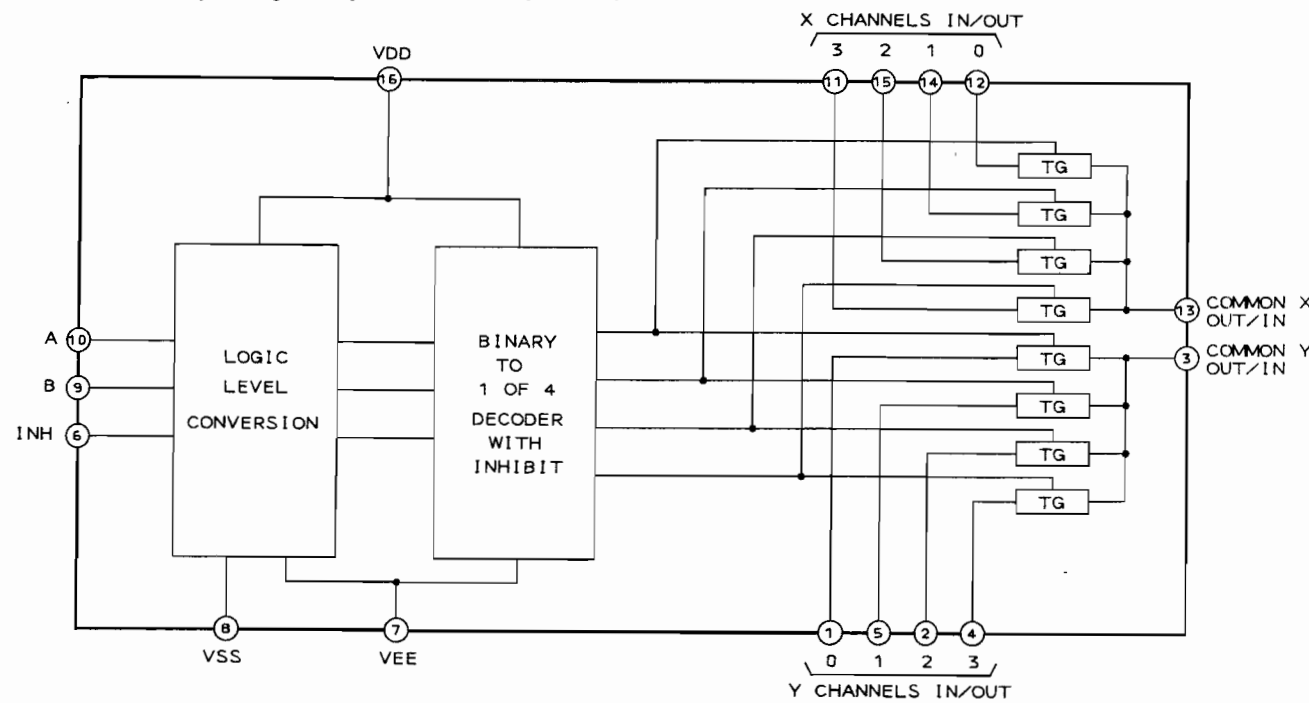 X CHANNELS IN/OUT
3 2 1 0
VDD
16
11 15 14 12
TG
TG
TG
TG
13 COMMON X
OUT/IN
A 10
B 9
INH 6
LOGIC
LEVEL
CONVERSION
BINARY
TO
1 OF 4
DECODER
WITH
INHIBIT
TG
3 COMMON Y
OUT/IN
TG
TG
TG
8
VSS
7
VEE
1 5 2 4
0 1 2 3
Y CHANNELS IN/OUT